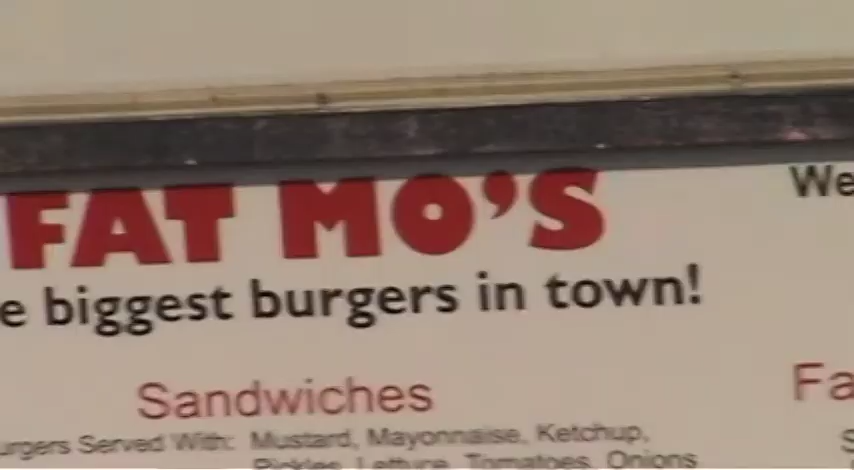 FAT MO'S
e biggest burgers in town!
Sandwiches
urgers Served With: Mustard, Mayonnaise, Ketchup,
Pickles, Lettuce, Tomatoes, Onions
We
Fa
S